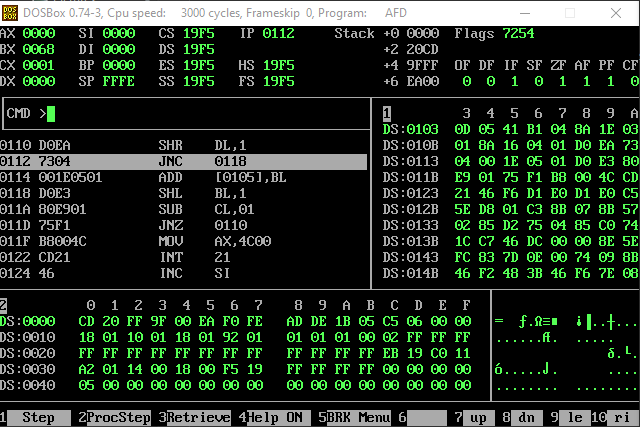 DOSBox 0.74-3, Cpu speed: 3000 cycles, Frameskip 0, Program: AFD
AX 0000 SI 0000 CS 19F5 IP 0112 Stack +0 0000 Flags 7254
BX 0068 DI 0000 DS 19F5 +2 20CD
CX 0001 BP 0000 ES 19F5 HS 19F5 +4 9FFF OF DF IF SF ZF AF PF CF
DX 0000 SP FFFE SS 19F5 FS 19F5 +6 EA00 0 0 1 0 1 1 1 0
CMD > 1 3 4 5 6 7 8 9 A
DS:0103 0D 05 41 B1 04 8A 1E 03
0110 D0EA SHR DL,1 DS:010B 01 8A 16 04 01 D0 EA 73
0112 7304 JNC 0118 DS:0113 04 00 1E 05 01 D0 E3 80
0114 001E0501 ADD [0105],BL DS:011B E9 01 75 F1 B8 00 4C CD
0118 D0E3 SHL BL,1 DS:0123 21 46 F6 D1 E0 D1 E0 C5
011A 80E901 SUB CL,01 DS:012B 5E D8 01 C3 8B 07 8B 57
011D 75F1 JNZ 0110 DS:0133 02 85 D2 75 04 85 C0 74
011F B8004C MOV AX,4C00 DS:013B 1C C7 46 DC 00 00 8E 5E
0122 CD21 INT 21 DS:0143 FC 83 7D 0E 00 74 09 8B
0124 46 INC SI DS:014B 46 F2 48 3B 46 F6 7E 08
2 0 1 2 3 4 5 6 7 8 9 A B C D E F
DS:0000 CD 20 FF 9F 00 EA F0 FE AD DE 1B 05 C5 06 00 00
DS:0010 18 01 10 01 18 01 92 01 01 01 01 00 02 FF FF FF
DS:0020 FF FF FF FF FF FF FF FF FF FF FF FF EB 19 C0 11
DS:0030 A2 01 14 00 18 00 F5 19 FF FF FF FF 00 00 00 00
DS:0040 05 00 00 00 00 00 00 00 00 00 00 00 00 00 00 00
1 Step 2 ProcStep 3 Retrieve 4 Help ON 5 BRK Menu 6 7 up 8 dn 9 le 10 ri